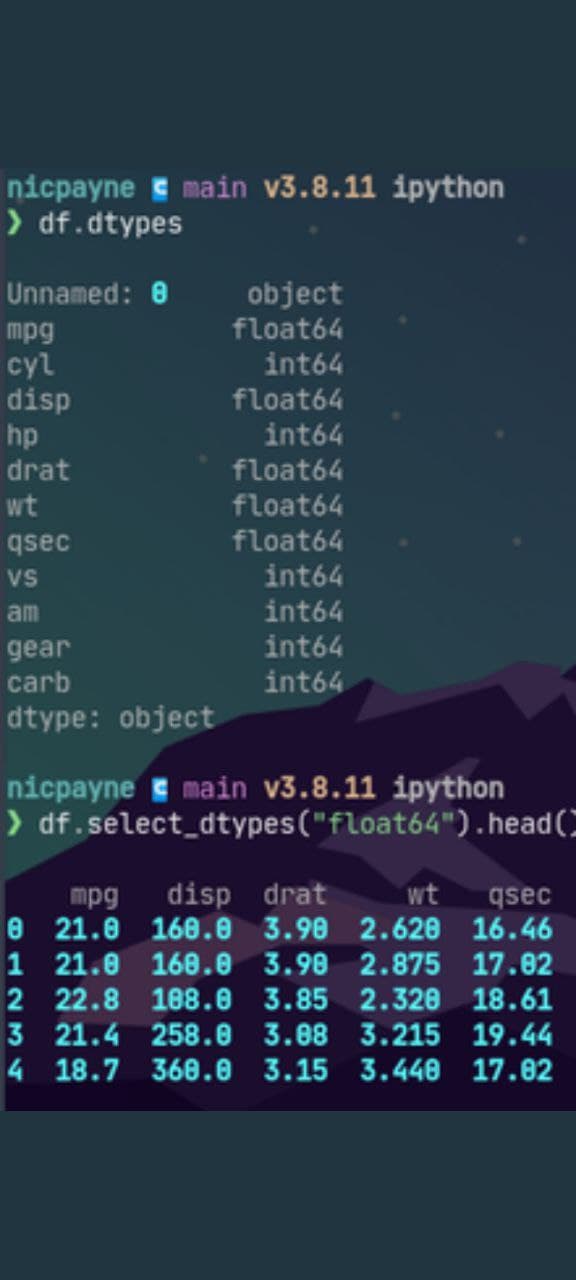 nicpayne c main v3.8.11 ipython
❯ df.dtypes
Unnamed: 0 object
mpg float64
cyl int64
disp float64
hp int64
drat float64
wt float64
qsec float64
vs int64
am int64
gear int64
carb int64
dtype: object
nicpayne c main v3.8.11 ipython
❯ df.select_dtypes("float64").head()
mpg disp drat wt qsec
0 21.0 160.0 3.90 2.620 16.46
1 21.0 160.0 3.90 2.875 17.02
2 22.8 108.0 3.85 2.320 18.61
3 21.4 258.0 3.08 3.215 19.44
4 18.7 360.0 3.15 3.440 17.02